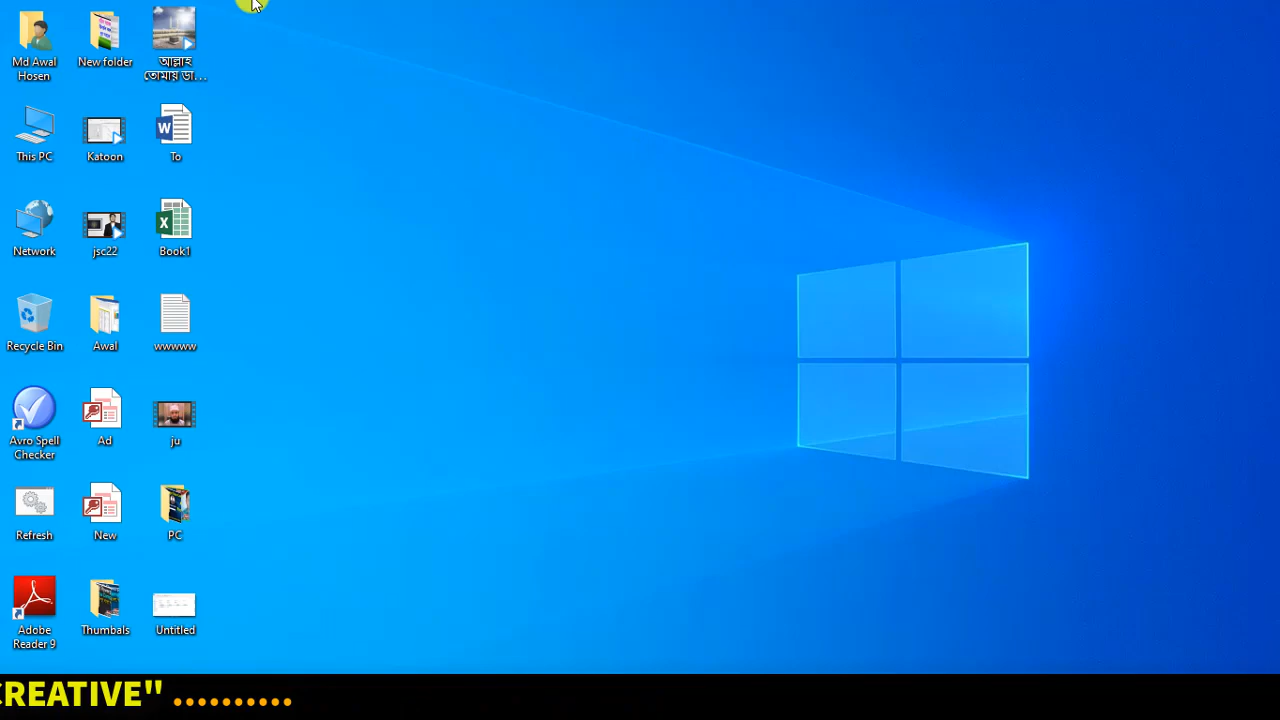 Md Awal
Hosen
New folder
আল্লাহ
তোমায় ডা...
This PC
Katoon
To
Network
jsc22
Book1
Recycle Bin
Awal
wwwww
Avro Spell
Checker
Ad
ju
Refresh
New
PC
Adobe
Reader 9
Thumbals
Untitled
CREATIVE" ..........